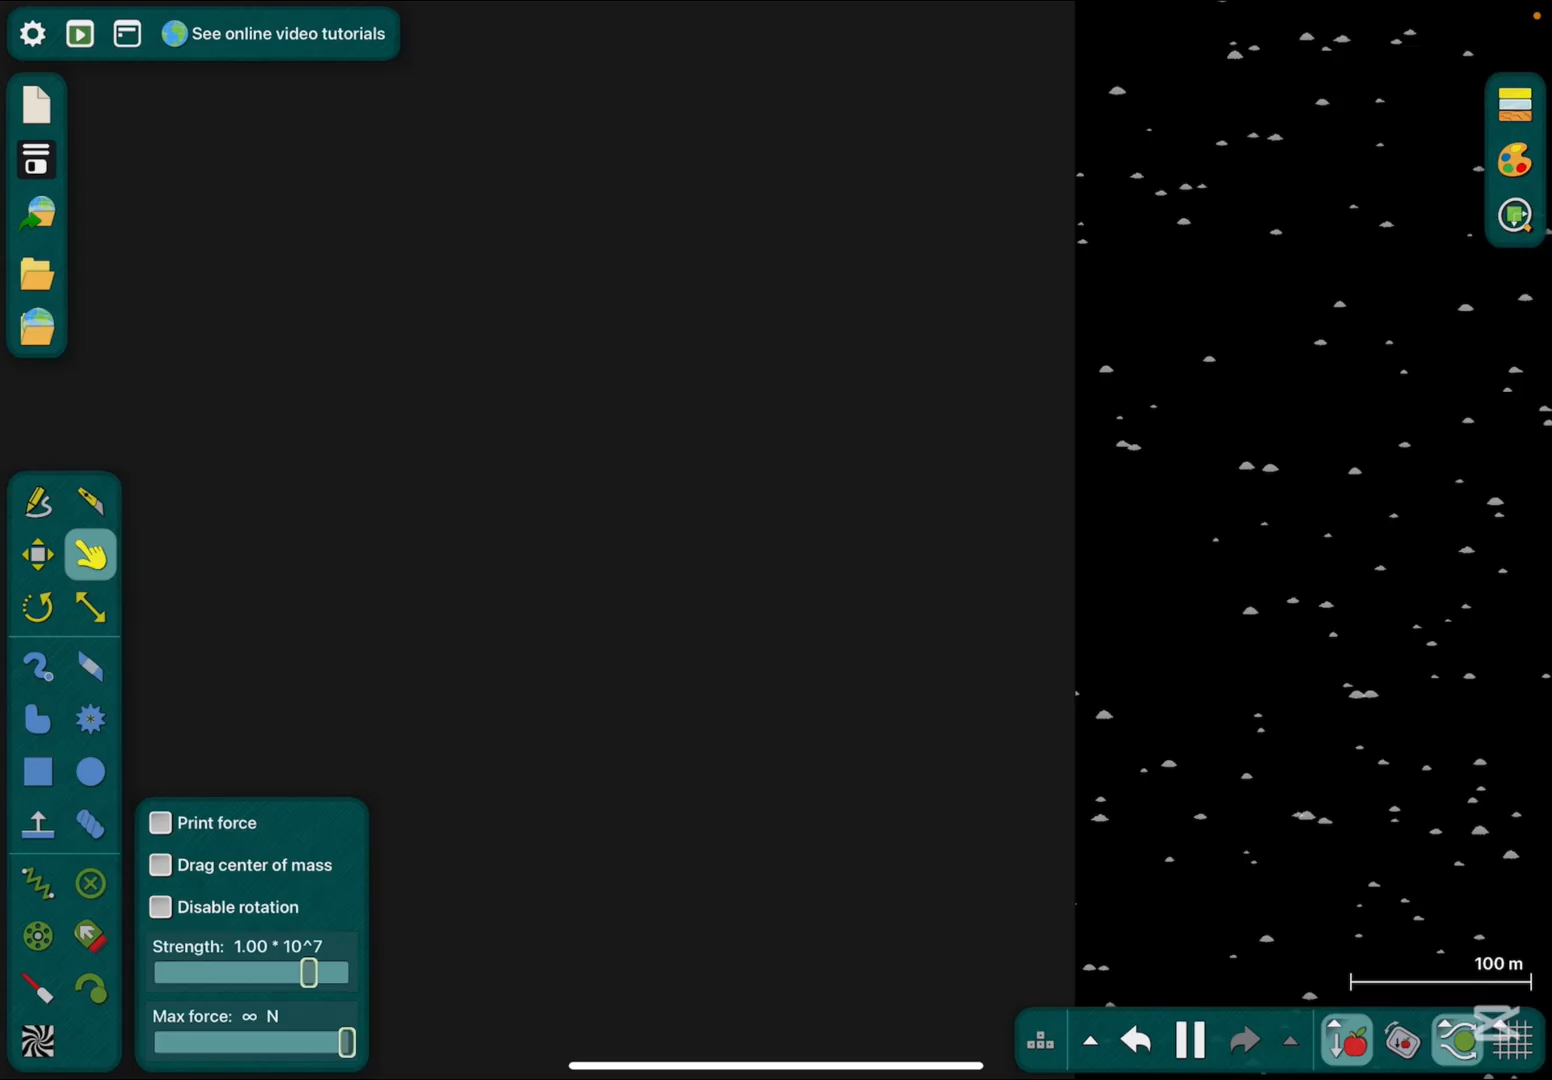 See online video tutorials
Print force
Drag center of mass
Disable rotation
Strength: 1.00 * 10^7
Max force: ∞ N
100 m